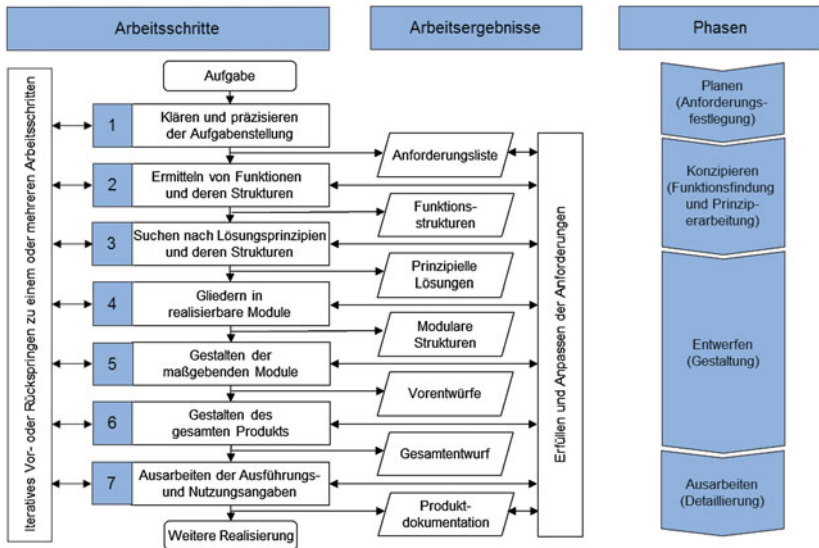 Arbeitsschritte
Arbeitsergebnisse
Phasen
Iteratives Vor- oder Rückspringen zu einem oder mehreren Arbeitsschritten
Aufgabe
1
Klären und präzisieren
der Aufgabenstellung
Anforderungsliste
2
Ermitteln von Funktionen
und deren Strukturen
Funktions-
strukturen
3
Suchen nach Lösungsprinzipien
und deren Strukturen
Prinzipielle
Lösungen
4
Gliedern in
realisierbare Module
Modulare
Strukturen
5
Gestalten der
maßgebenden Module
Vorentwürfe
6
Gestalten des
gesamten Produkts
Gesamtentwurf
7
Ausarbeiten der Ausführungs-
und Nutzungsangaben
Produkt-
dokumentation
Weitere Realisierung
Erfüllen und Anpassen der Anforderungen
Planen
(Anforderungs-
festlegung)
Konzipieren
(Funktionsfindung
und Prinzip-
erarbeitung)
Entwerfen
(Gestaltung)
Ausarbeiten
(Detaillierung)